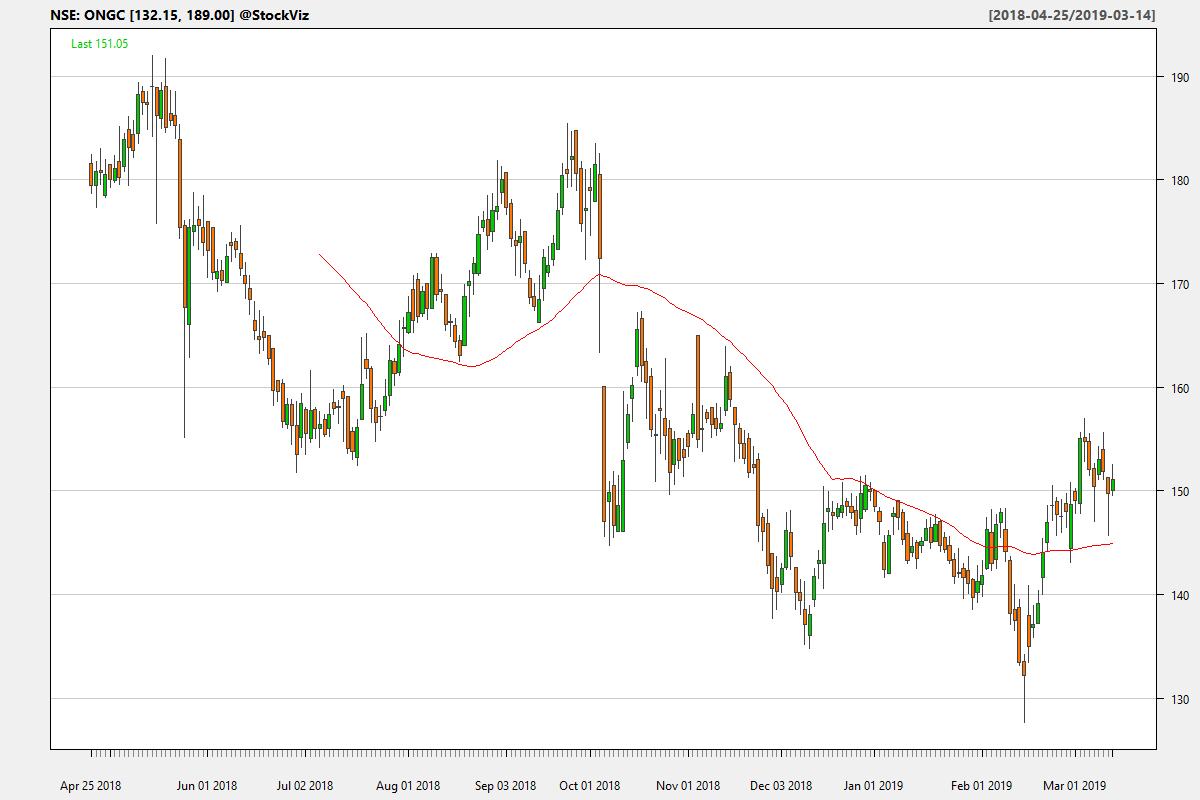 NSE: ONGC [132.15, 189.00] @StockViz
[2018-04-25/2019-03-14]
Last 151.05
190
180
170
160
150
140
130
Apr 25 2018 Jun 01 2018 Jul 02 2018 Aug 01 2018 Sep 03 2018 Oct 01 2018 Nov 01 2018 Dec 03 2018 Jan 01 2019 Feb 01 2019 Mar 01 2019